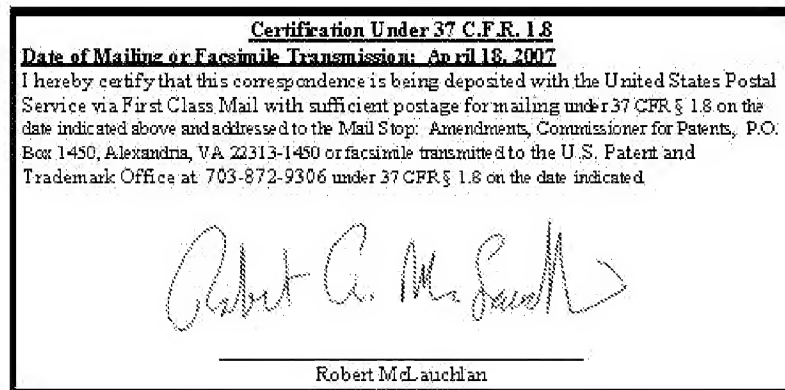 Certification Under 37 C.F.R. 1.8
Date of Mailing or Facsimile Transmission: April 18, 2007
I hereby certify that this correspondence is being deposited with the United States Postal
Service via First Class Mail with sufficient postage for mailing under 37 CFR § 1.8 on the
date indicated above and addressed to the Mail Stop: Amendments, Commissioner for Patents, P.O.
Box 1450, Alexandria, VA 22313-1450 or facsimile transmitted to the U.S. Patent and
Trademark Office at 703-872-9306 under 37 CFR § 1.8 on the date indicated
Robert A. McLauchlan
Robert McLauchlan